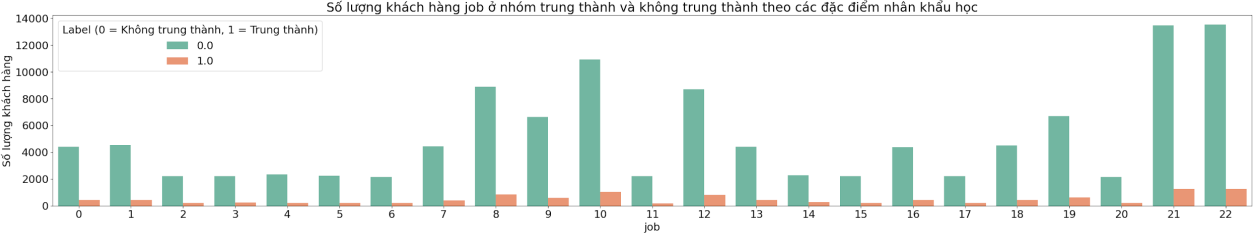 Số lượng khách hàng job ở nhóm trung thành và không trung thành theo các đặc điểm nhân khẩu học
Label (0 = Không trung thành, 1 = Trung thành)
0.0
1.0
Số lượng khách hàng
14000
12000
10000
8000
6000
4000
2000
0
0 1 2 3 4 5 6 7 8 9 10 11 12 13 14 15 16 17 18 19 20 21 22
job